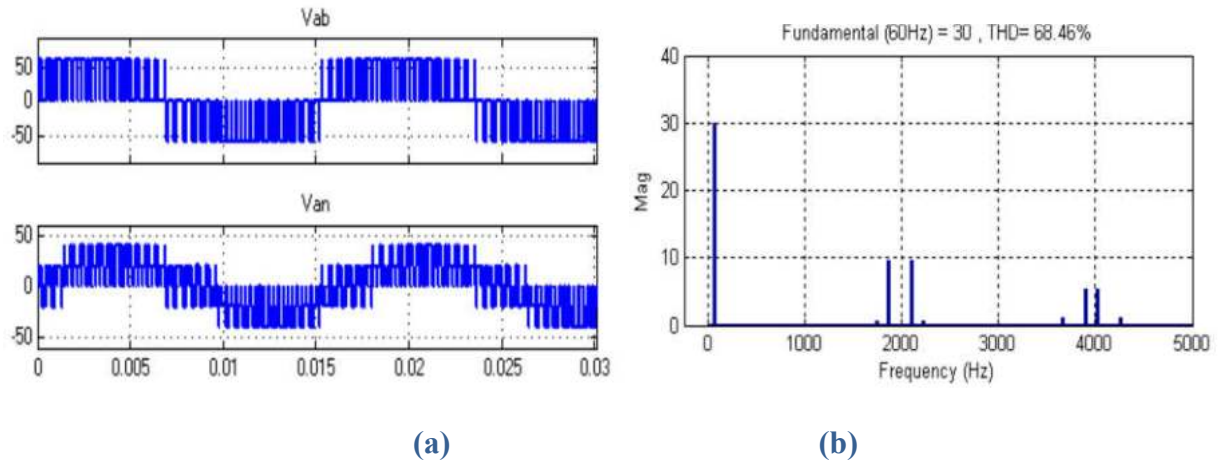 Vab
50
0
-50
Van
50
0
-50
0 0.005 0.01 0.015 0.02 0.025 0.03
(a)
Fundamental (60Hz) = 30 , THD= 68.46%
40
30
20
10
0
Mag
0 1000 2000 3000 4000 5000
Frequency (Hz)
(b)